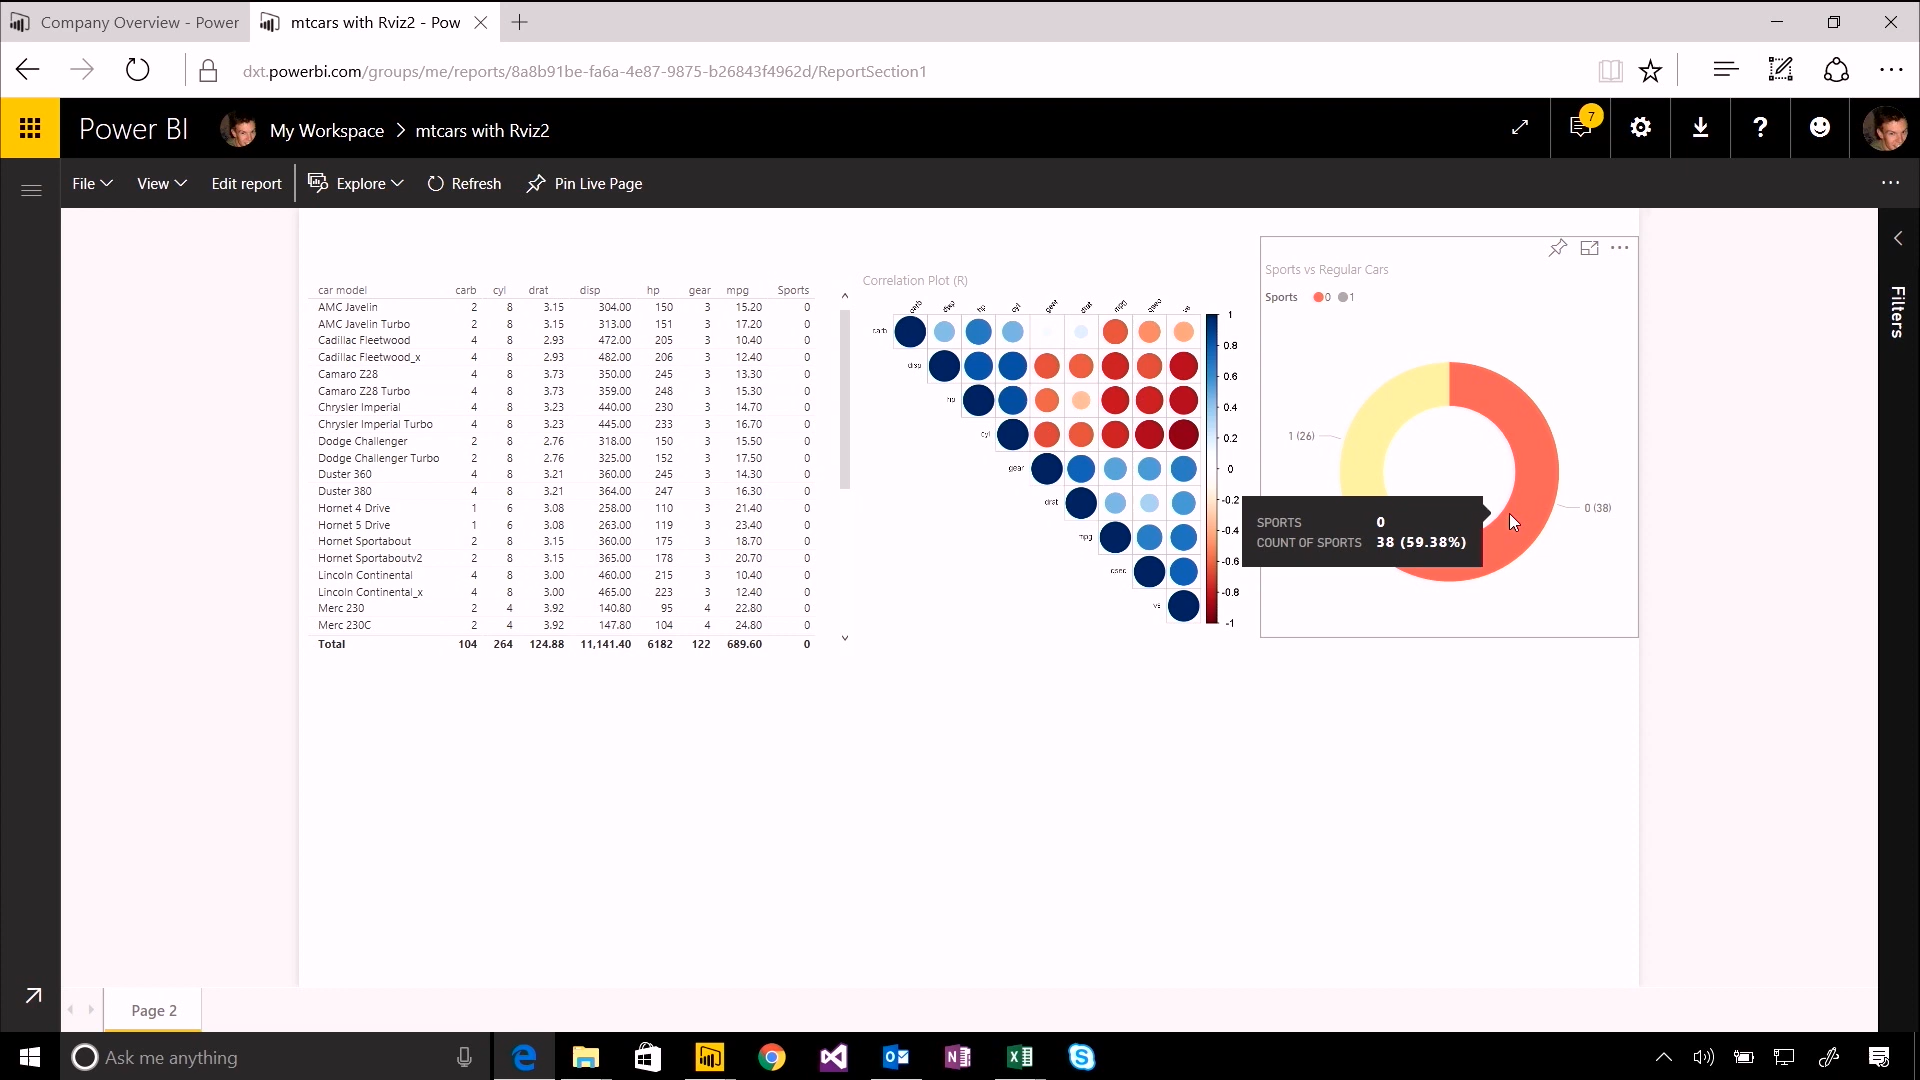 Company Overview - Power
mtcars with Rviz2 - Pow
dxt.powerbi.com/groups/me/reports/8a8b91be-fa6a-4e87-9875-b26843f4962d/ReportSection1
Power BI
My Workspace > mtcars with Rviz2
7
?
File
View
Edit report
Explore
Refresh
Pin Live Page
Filters
car model carb cyl drat disp hp gear mpg Sports
AMC Javelin 2 8 3.15 304.00 150 3 15.20 0
AMC Javelin Turbo 2 8 3.15 313.00 151 3 17.20 0
Cadillac Fleetwood 4 8 2.93 472.00 205 3 10.40 0
Cadillac Fleetwood_x 4 8 2.93 482.00 206 3 12.40 0
Camaro Z28 4 8 3.73 350.00 245 3 13.30 0
Camaro Z28 Turbo 4 8 3.73 359.00 248 3 15.30 0
Chrysler Imperial 4 8 3.23 440.00 230 3 14.70 0
Chrysler Imperial Turbo 4 8 3.23 445.00 233 3 16.70 0
Dodge Challenger 2 8 2.76 318.00 150 3 15.50 0
Dodge Challenger Turbo 2 8 2.76 325.00 152 3 17.50 0
Duster 360 4 8 3.21 360.00 245 3 14.30 0
Duster 380 4 8 3.21 364.00 247 3 16.30 0
Hornet 4 Drive 1 6 3.08 258.00 110 3 21.40 0
Hornet 5 Drive 1 6 3.08 263.00 119 3 23.40 0
Hornet Sportabout 2 8 3.15 360.00 175 3 18.70 0
Hornet Sportaboutv2 2 8 3.15 365.00 178 3 20.70 0
Lincoln Continental 4 8 3.00 460.00 215 3 10.40 0
Lincoln Continental_x 4 8 3.00 465.00 223 3 12.40 0
Merc 230 2 4 3.92 140.80 95 4 22.80 0
Merc 230C 2 4 3.92 147.80 104 4 24.80 0
Total 104 264 124.88 11,141.40 6182 122 689.60 0
Correlation Plot (R)
carb disp hp cyl gear drat mpg qsec vs
carb
disp
hp
cyl
gear
drat
mpg
qsec
vs
1
0.8
0.6
0.4
0.2
0
-0.2
-0.4
-0.6
-0.8
-1
Sports vs Regular Cars
Sports 0 1
1 (26)
0 (38)
SPORTS 0
COUNT OF SPORTS 38 (59.38%)
Page 2
Ask me anything